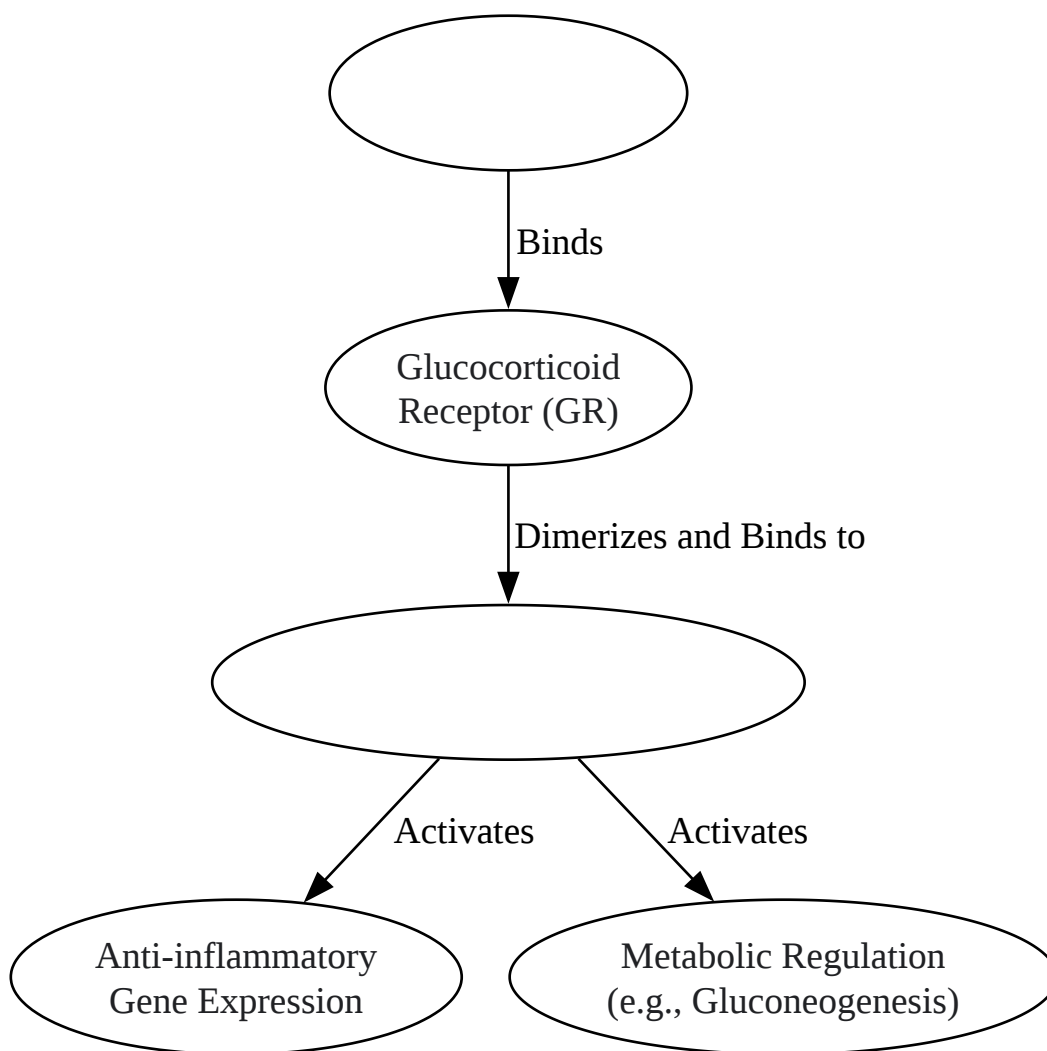 Binds
Glucocorticoid
Receptor (GR)
Dimerizes and Binds to
Activates
Activates
Anti-inflammatory
Gene Expression
Metabolic Regulation
(e.g., Gluconeogenesis)